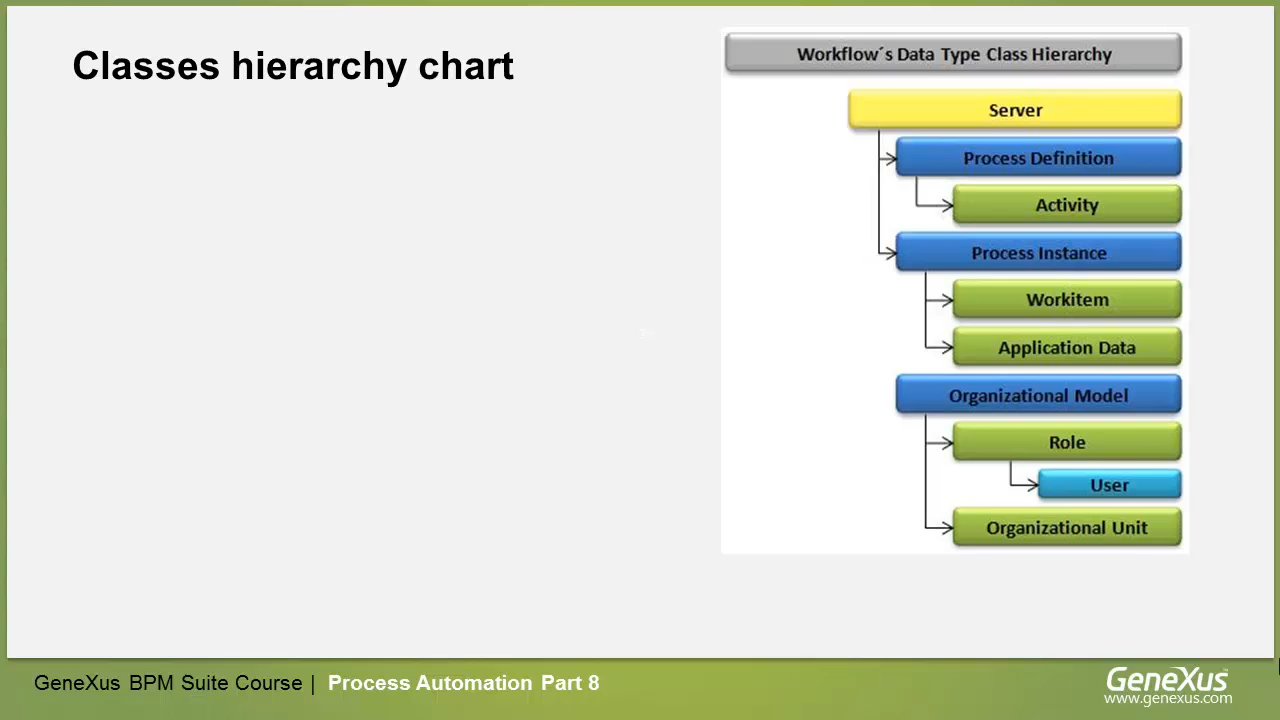 Classes hierarchy chart
Workflow´s Data Type Class Hierarchy
Server
Process Definition
Activity
Process Instance
Workitem
Application Data
Organizational Model
Role
User
Organizational Unit
GeneXus BPM Suite Course | Process Automation Part 8
GeneXus™
www.genexus.com